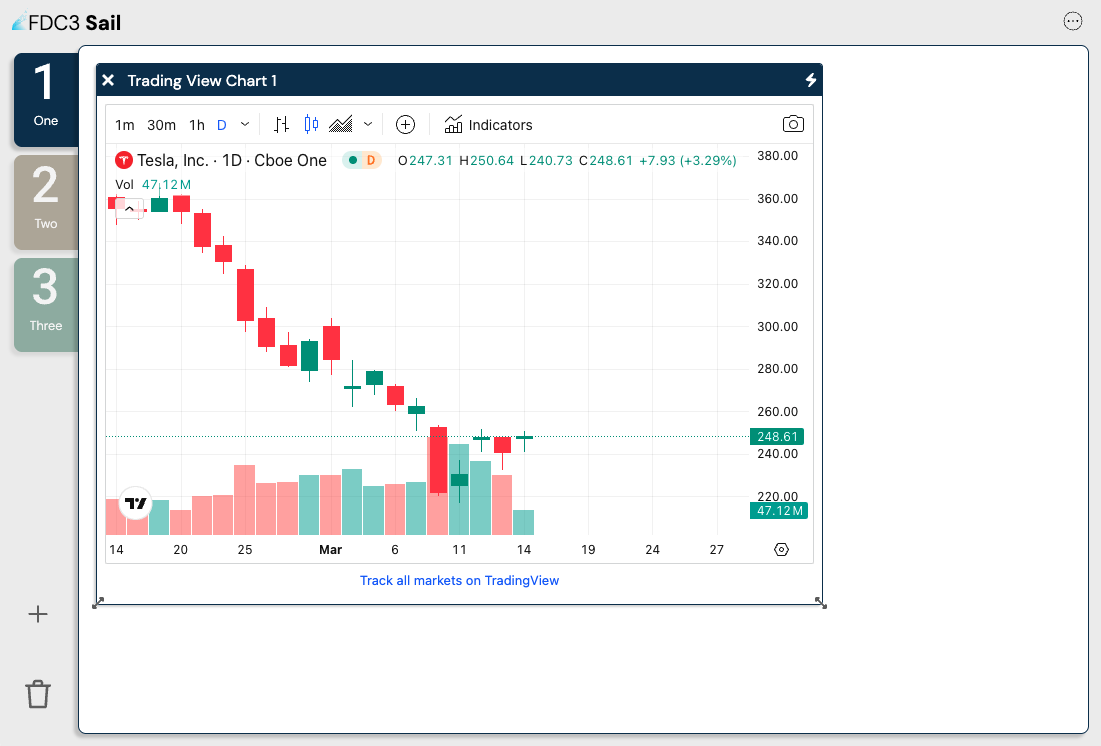 FDC3 Sail
1
One
2
Two
3
Three
Trading View Chart 1
1m 30m 1h D Indicators
Tesla, Inc. · 1D · Cboe One D O247.31 H250.64 L240.73 C248.61 +7.93 (+3.29%)
Vol 47.12M
380.00
360.00
340.00
320.00
300.00
280.00
260.00
248.61
240.00
220.00
47.12M
14 20 25 Mar 6 11 14 19 24 27
Track all markets on TradingView